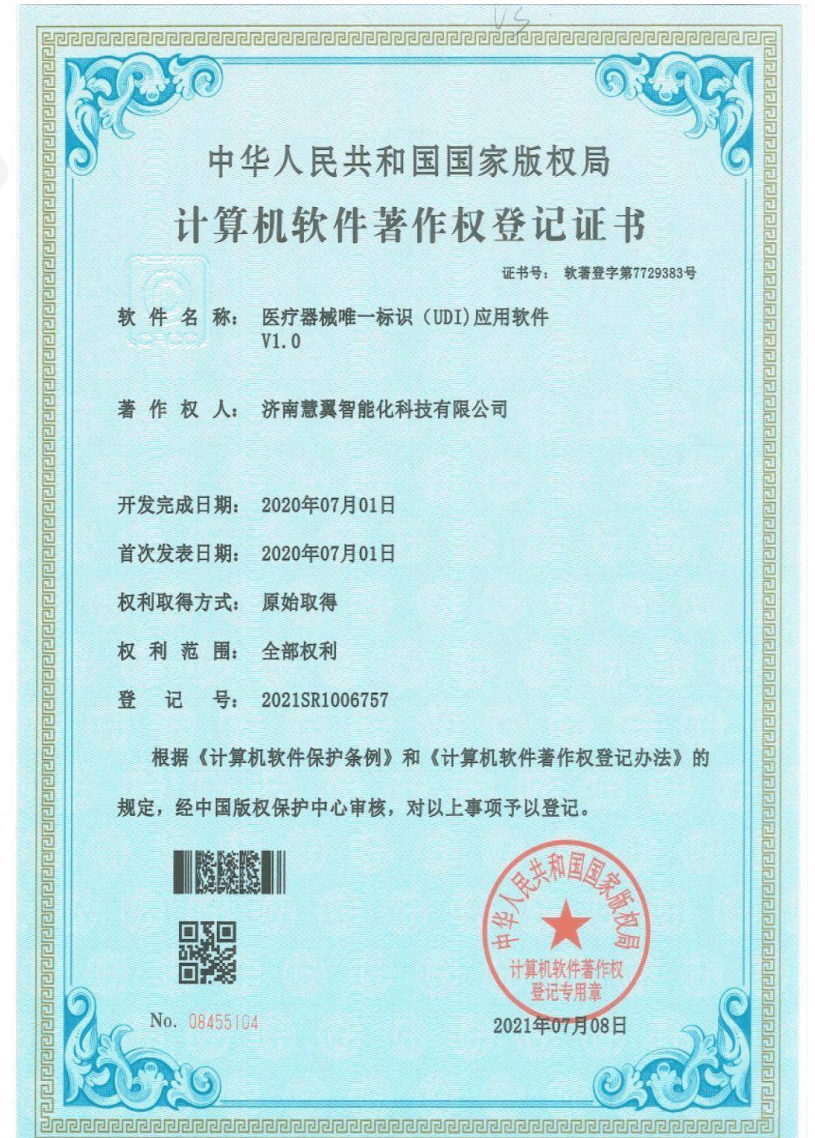 VS
中华人民共和国国家版权局
计算机软件著作权登记证书
证书号： 软著登字第7729383号
软件名称： 医疗器械唯一标识（UDI)应用软件
V1.0
著作权人： 济南慧翼智能化科技有限公司
开发完成日期： 2020年07月01日
首次发表日期： 2020年07月01日
权利取得方式： 原始取得
权利范围： 全部权利
登记号： 2021SR1006757
根据《计算机软件保护条例》和《计算机软件著作权登记办法》的
规定，经中国版权保护中心审核，对以上事项予以登记。
中华人民共和国国家版权局
计算机软件著作权
登记专用章
No. 08455104
2021年07月08日